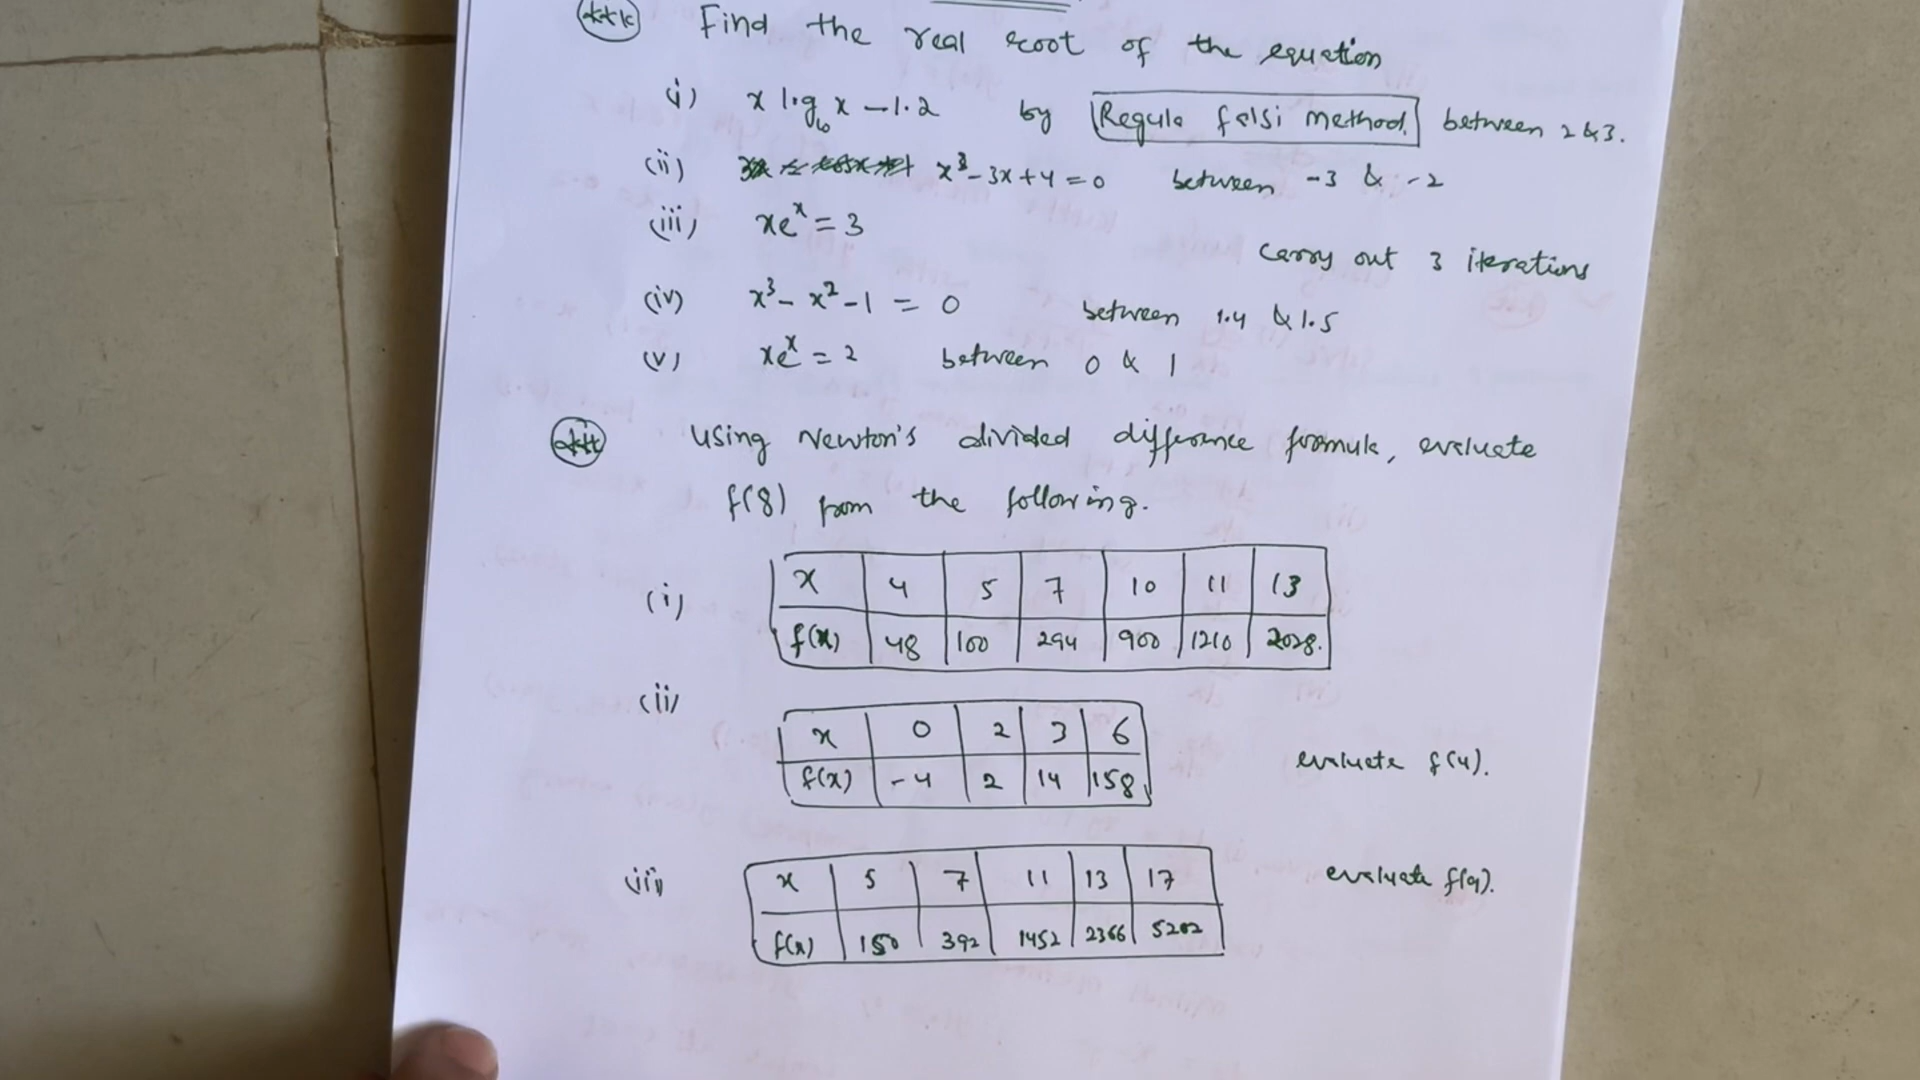 Find the real root of the equation
(i) x log₁₀x - 1.2 by Regula falsi method. between 2 & 3.
(ii) x³ - 3x + 4 = 0 between -3 & -2
(iii) xeˣ = 3
carry out 3 iterations
(iv) x³ - x² - 1 = 0 between 1.4 & 1.5
(v) xeˣ = 2 between 0 & 1
Using Newton's divided difference formula, evaluate
f(8) from the following.
(i)
x 4 5 7 10 11 13
f(x) 48 100 294 900 1210 2028.
(ii)
x 0 2 3 6
f(x) -4 2 14 158
evaluate f(4).
(iii)
x 5 7 11 13 17
f(x) 150 392 1452 2366 5202
evaluate f(9).